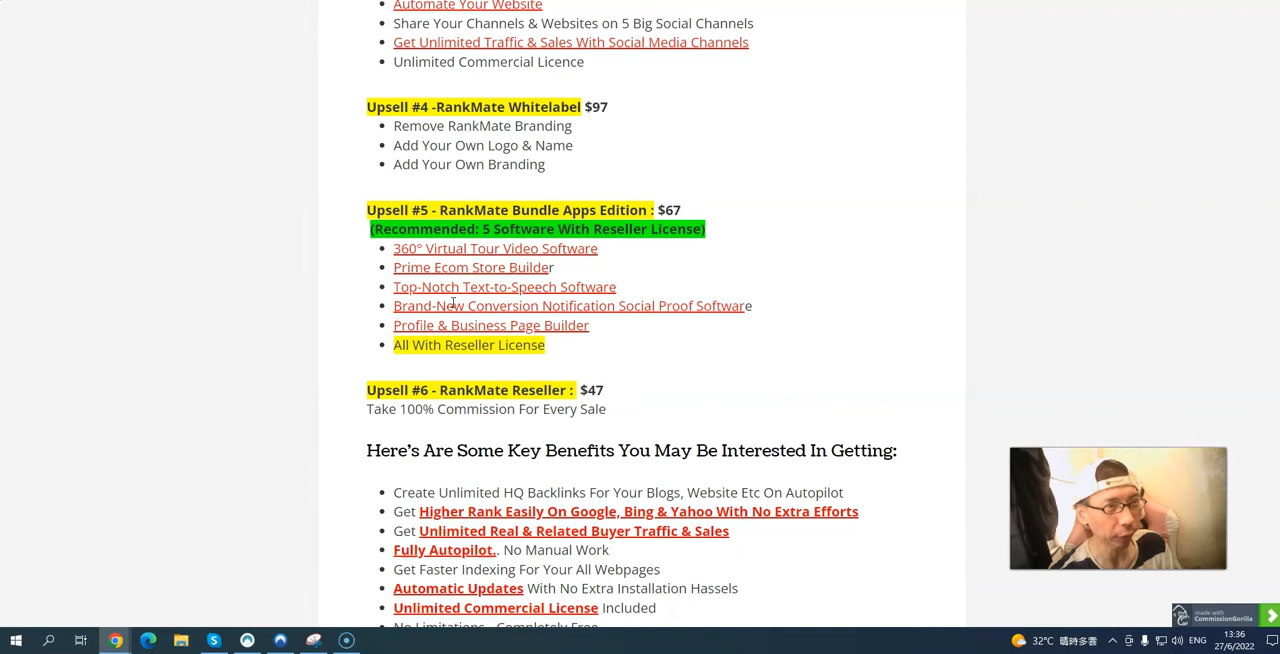 Automate Your Website
Share Your Channels & Websites on 5 Big Social Channels
Get Unlimited Traffic & Sales With Social Media Channels
Unlimited Commercial Licence
Upsell #4 -RankMate Whitelabel $97
Remove RankMate Branding
Add Your Own Logo & Name
Add Your Own Branding
Upsell #5 - RankMate Bundle Apps Edition : $67
(Recommended: 5 Software With Reseller License)
360° Virtual Tour Video Software
Prime Ecom Store Builder
Top-Notch Text-to-Speech Software
Brand-New Conversion Notification Social Proof Software
Profile & Business Page Builder
All With Reseller License
Upsell #6 - RankMate Reseller : $47
Take 100% Commission For Every Sale
Here's Are Some Key Benefits You May Be Interested In Getting:
Create Unlimited HQ Backlinks For Your Blogs, Website Etc On Autopilot
Get Higher Rank Easily On Google, Bing & Yahoo With No Extra Efforts
Get Unlimited Real & Related Buyer Traffic & Sales
Fully Autopilot.. No Manual Work
Get Faster Indexing For Your All Webpages
Automatic Updates With No Extra Installation Hassels
Unlimited Commercial License Included
No Limitations - Completely Free
made with
CommissionGorilla
32°C 晴時多雲
ENG
13:36
27/6/2022